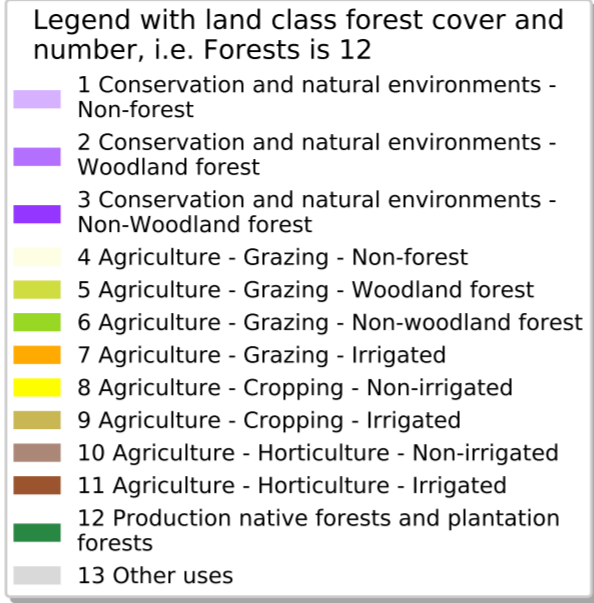 Legend with land class forest cover and
number, i.e. Forests is 12
1 Conservation and natural environments -
Non-forest
2 Conservation and natural environments -
Woodland forest
3 Conservation and natural environments -
Non-Woodland forest
4 Agriculture - Grazing - Non-forest
5 Agriculture - Grazing - Woodland forest
6 Agriculture - Grazing - Non-woodland forest
7 Agriculture - Grazing - Irrigated
8 Agriculture - Cropping - Non-irrigated
9 Agriculture - Cropping - Irrigated
10 Agriculture - Horticulture - Non-irrigated
11 Agriculture - Horticulture - Irrigated
12 Production native forests and plantation
forests
13 Other uses